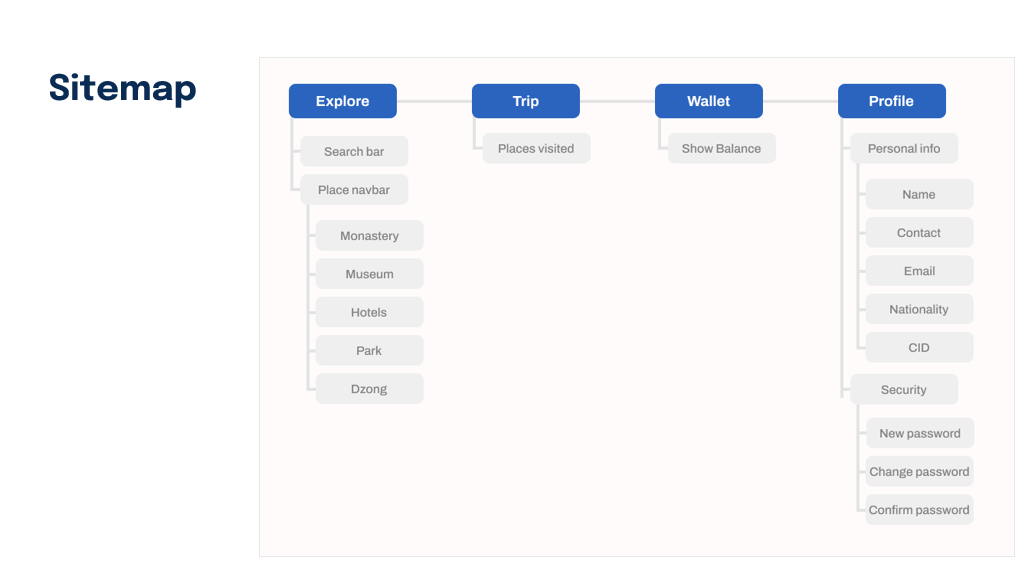 Sitemap
Explore
Search bar
Place navbar
Monastery
Museum
Hotels
Park
Dzong
Trip
Places visited
Wallet
Show Balance
Profile
Personal info
Name
Contact
Email
Nationality
CID
Security
New password
Change password
Confirm password